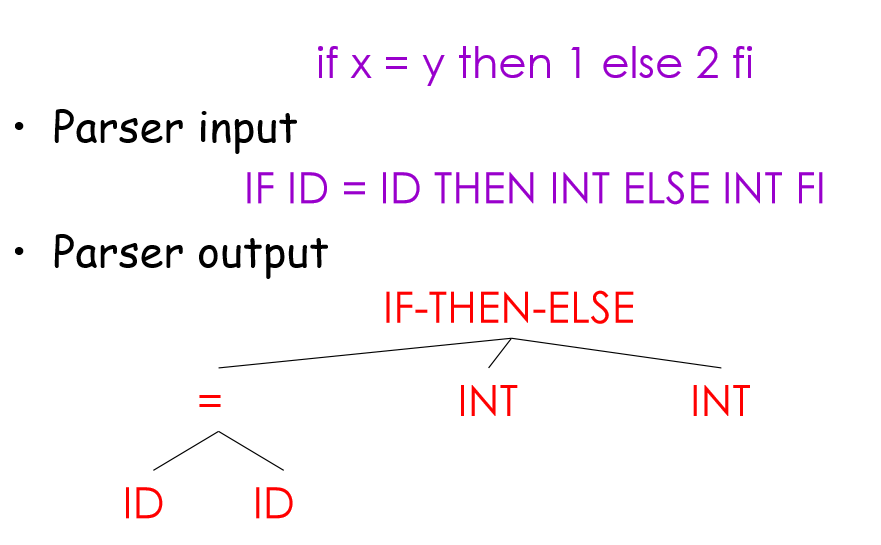 if x = y then 1 else 2 fi
• Parser input
IF ID = ID THEN INT ELSE INT FI
• Parser output
IF-THEN-ELSE
= INT INT
ID ID